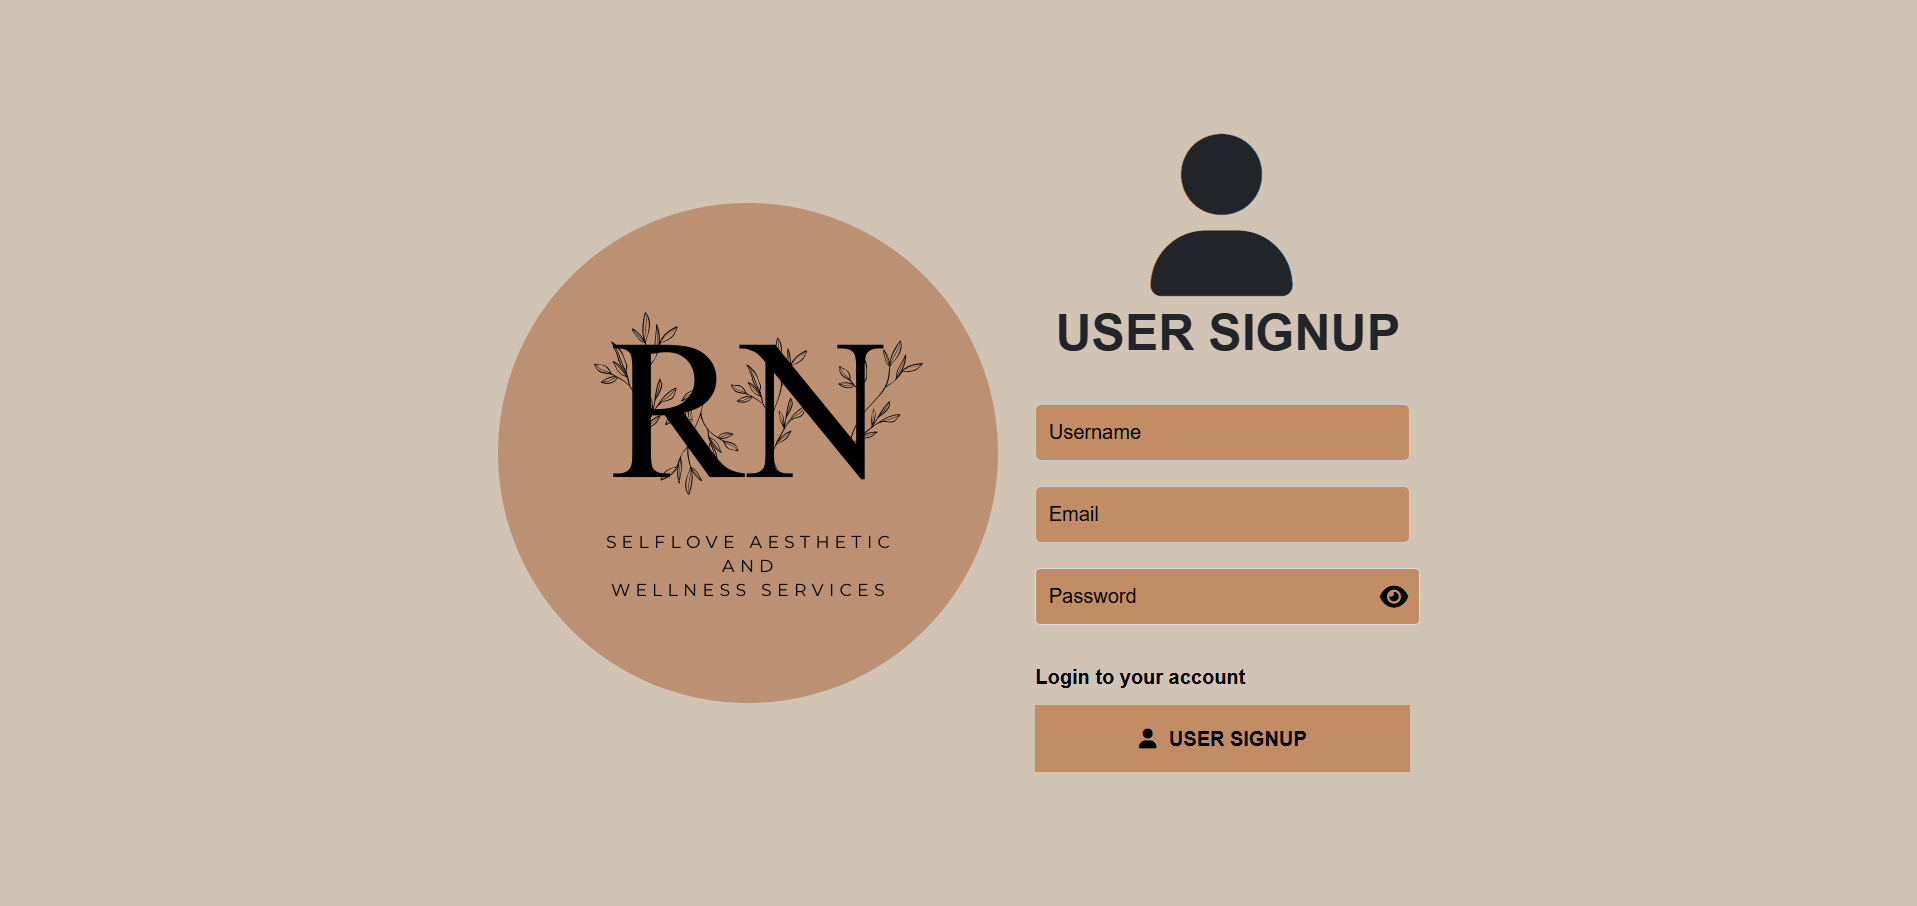 RN
SELFLOVE AESTHETIC
AND
WELLNESS SERVICES
USER SIGNUP
Username
Email
Password
Login to your account
USER SIGNUP